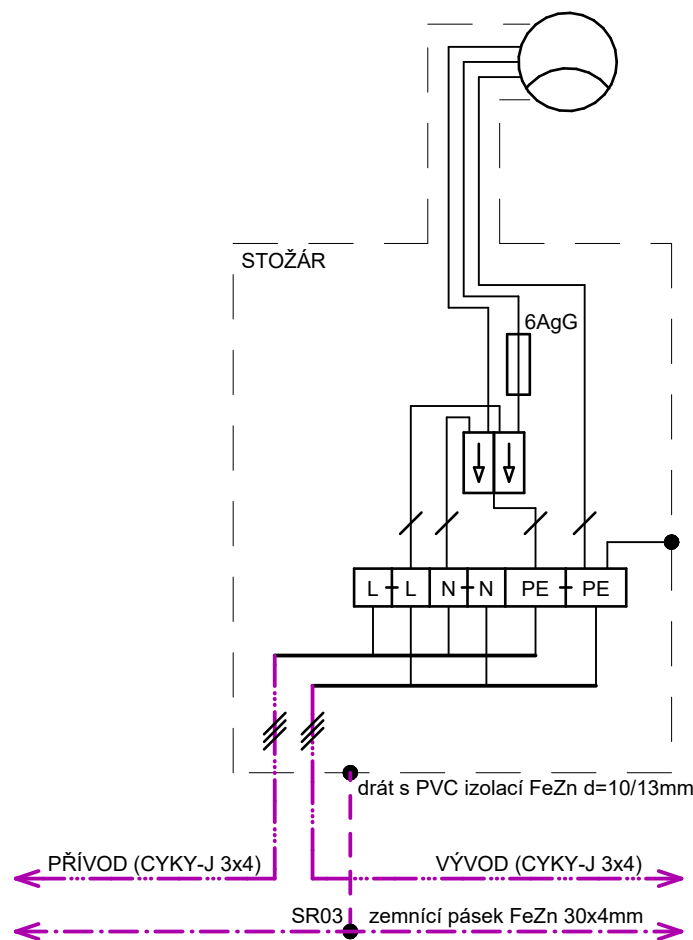 STOŽÁR
6AgG
L L N N PE PE
drát s PVC izolací FeZn d=10/13mm
PŘÍVOD (CYKY-J 3x4) VÝVOD (CYKY-J 3x4)
SR03 zemnící pásek FeZn 30x4mm